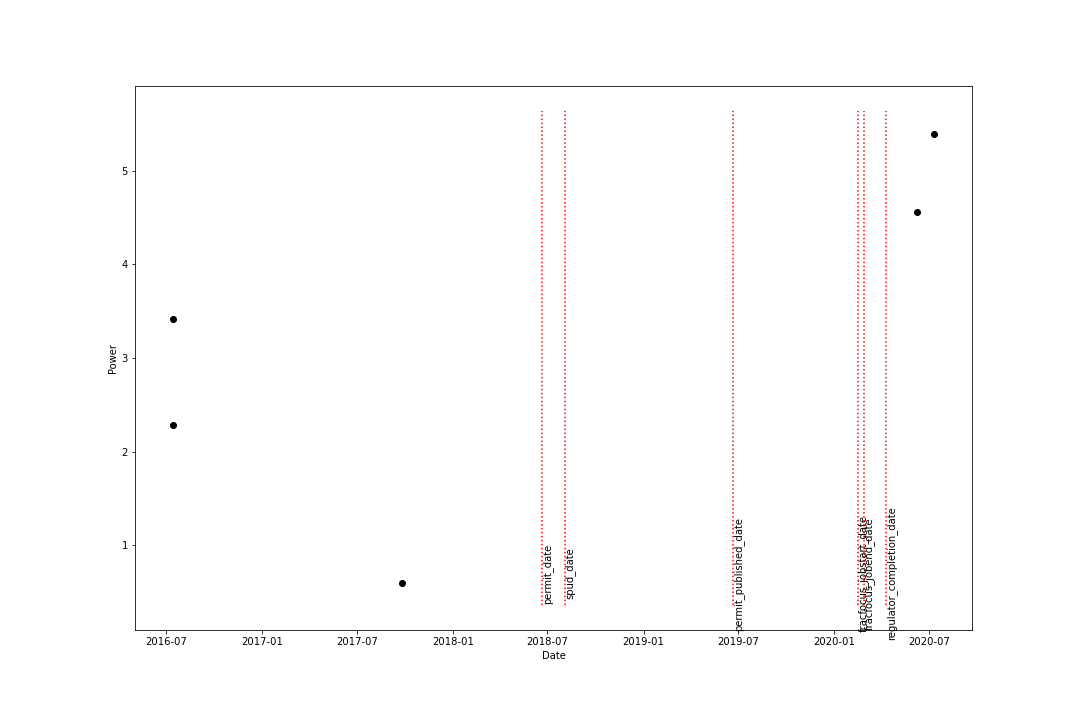 5
4
3
2
1
Power
permit_date
spud_date
permit_published_date
fracfocus_jobstart_date
fracfocus_jobend_date
regulator_completion_date
2016-07
2017-01
2017-07
2018-01
2018-07
2019-01
2019-07
2020-01
2020-07
Date